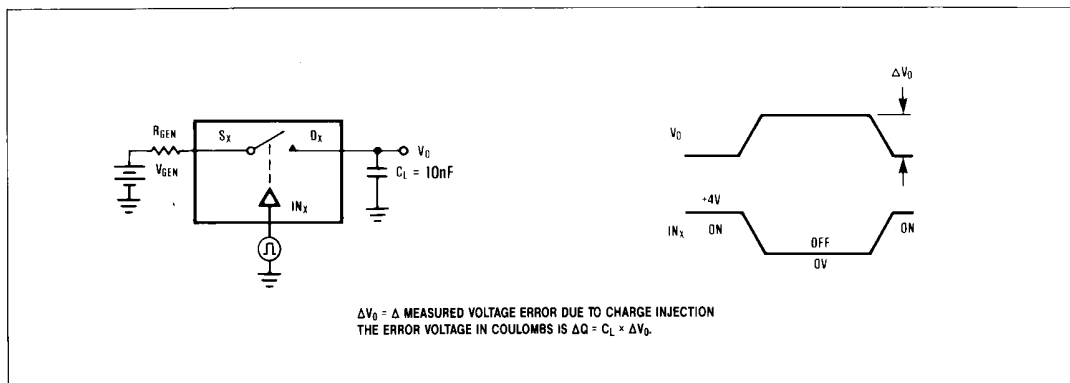 R_GEN
V_GEN
S_X
D_X
IN_X
V_O
C_L = 10nF
ΔV_O
V_O
IN_X
+4V
ON
OFF
0V
ON
ΔV_O = Δ MEASURED VOLTAGE ERROR DUE TO CHARGE INJECTION
THE ERROR VOLTAGE IN COULOMBS IS ΔQ = C_L × ΔV_O.